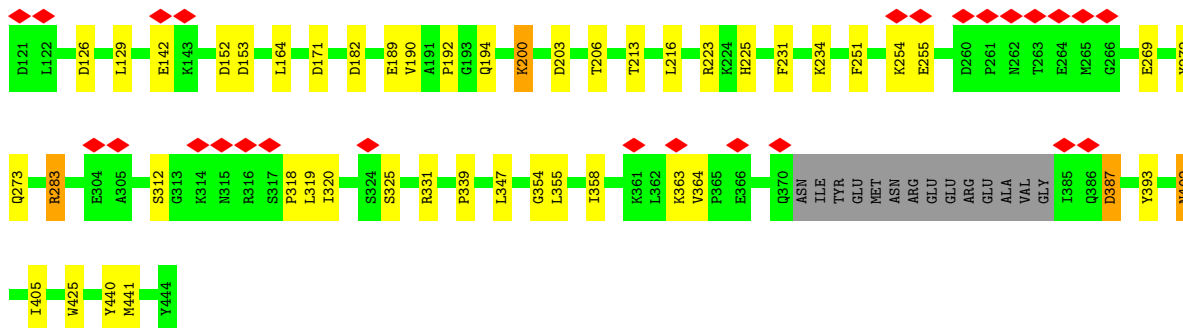 D121 L122 D126 L129 E142 K143 D152 D153 L164 D171 D182 E189 V190 A191 P192 G193 Q194 K200 D203 T206 T213 L216 R223 K224 H225 F231 K234 F251 K254 E255 D260 P261 N262 T263 E264 M265 G266 E269
Q273 R283 E304 A305 S312 G313 K314 N315 R316 S317 P318 L319 I320 S324 S325 R331 P339 L347 G354 L355 I358 K361 L362 K363 V364 P365 E366 Q370 ASN ILE TYR GLU MET ASN ARG GLU GLU ARG GLU ALA VAL GLY I385 Q386 D387 Y393
I405 W425 Y440 M441 Y444